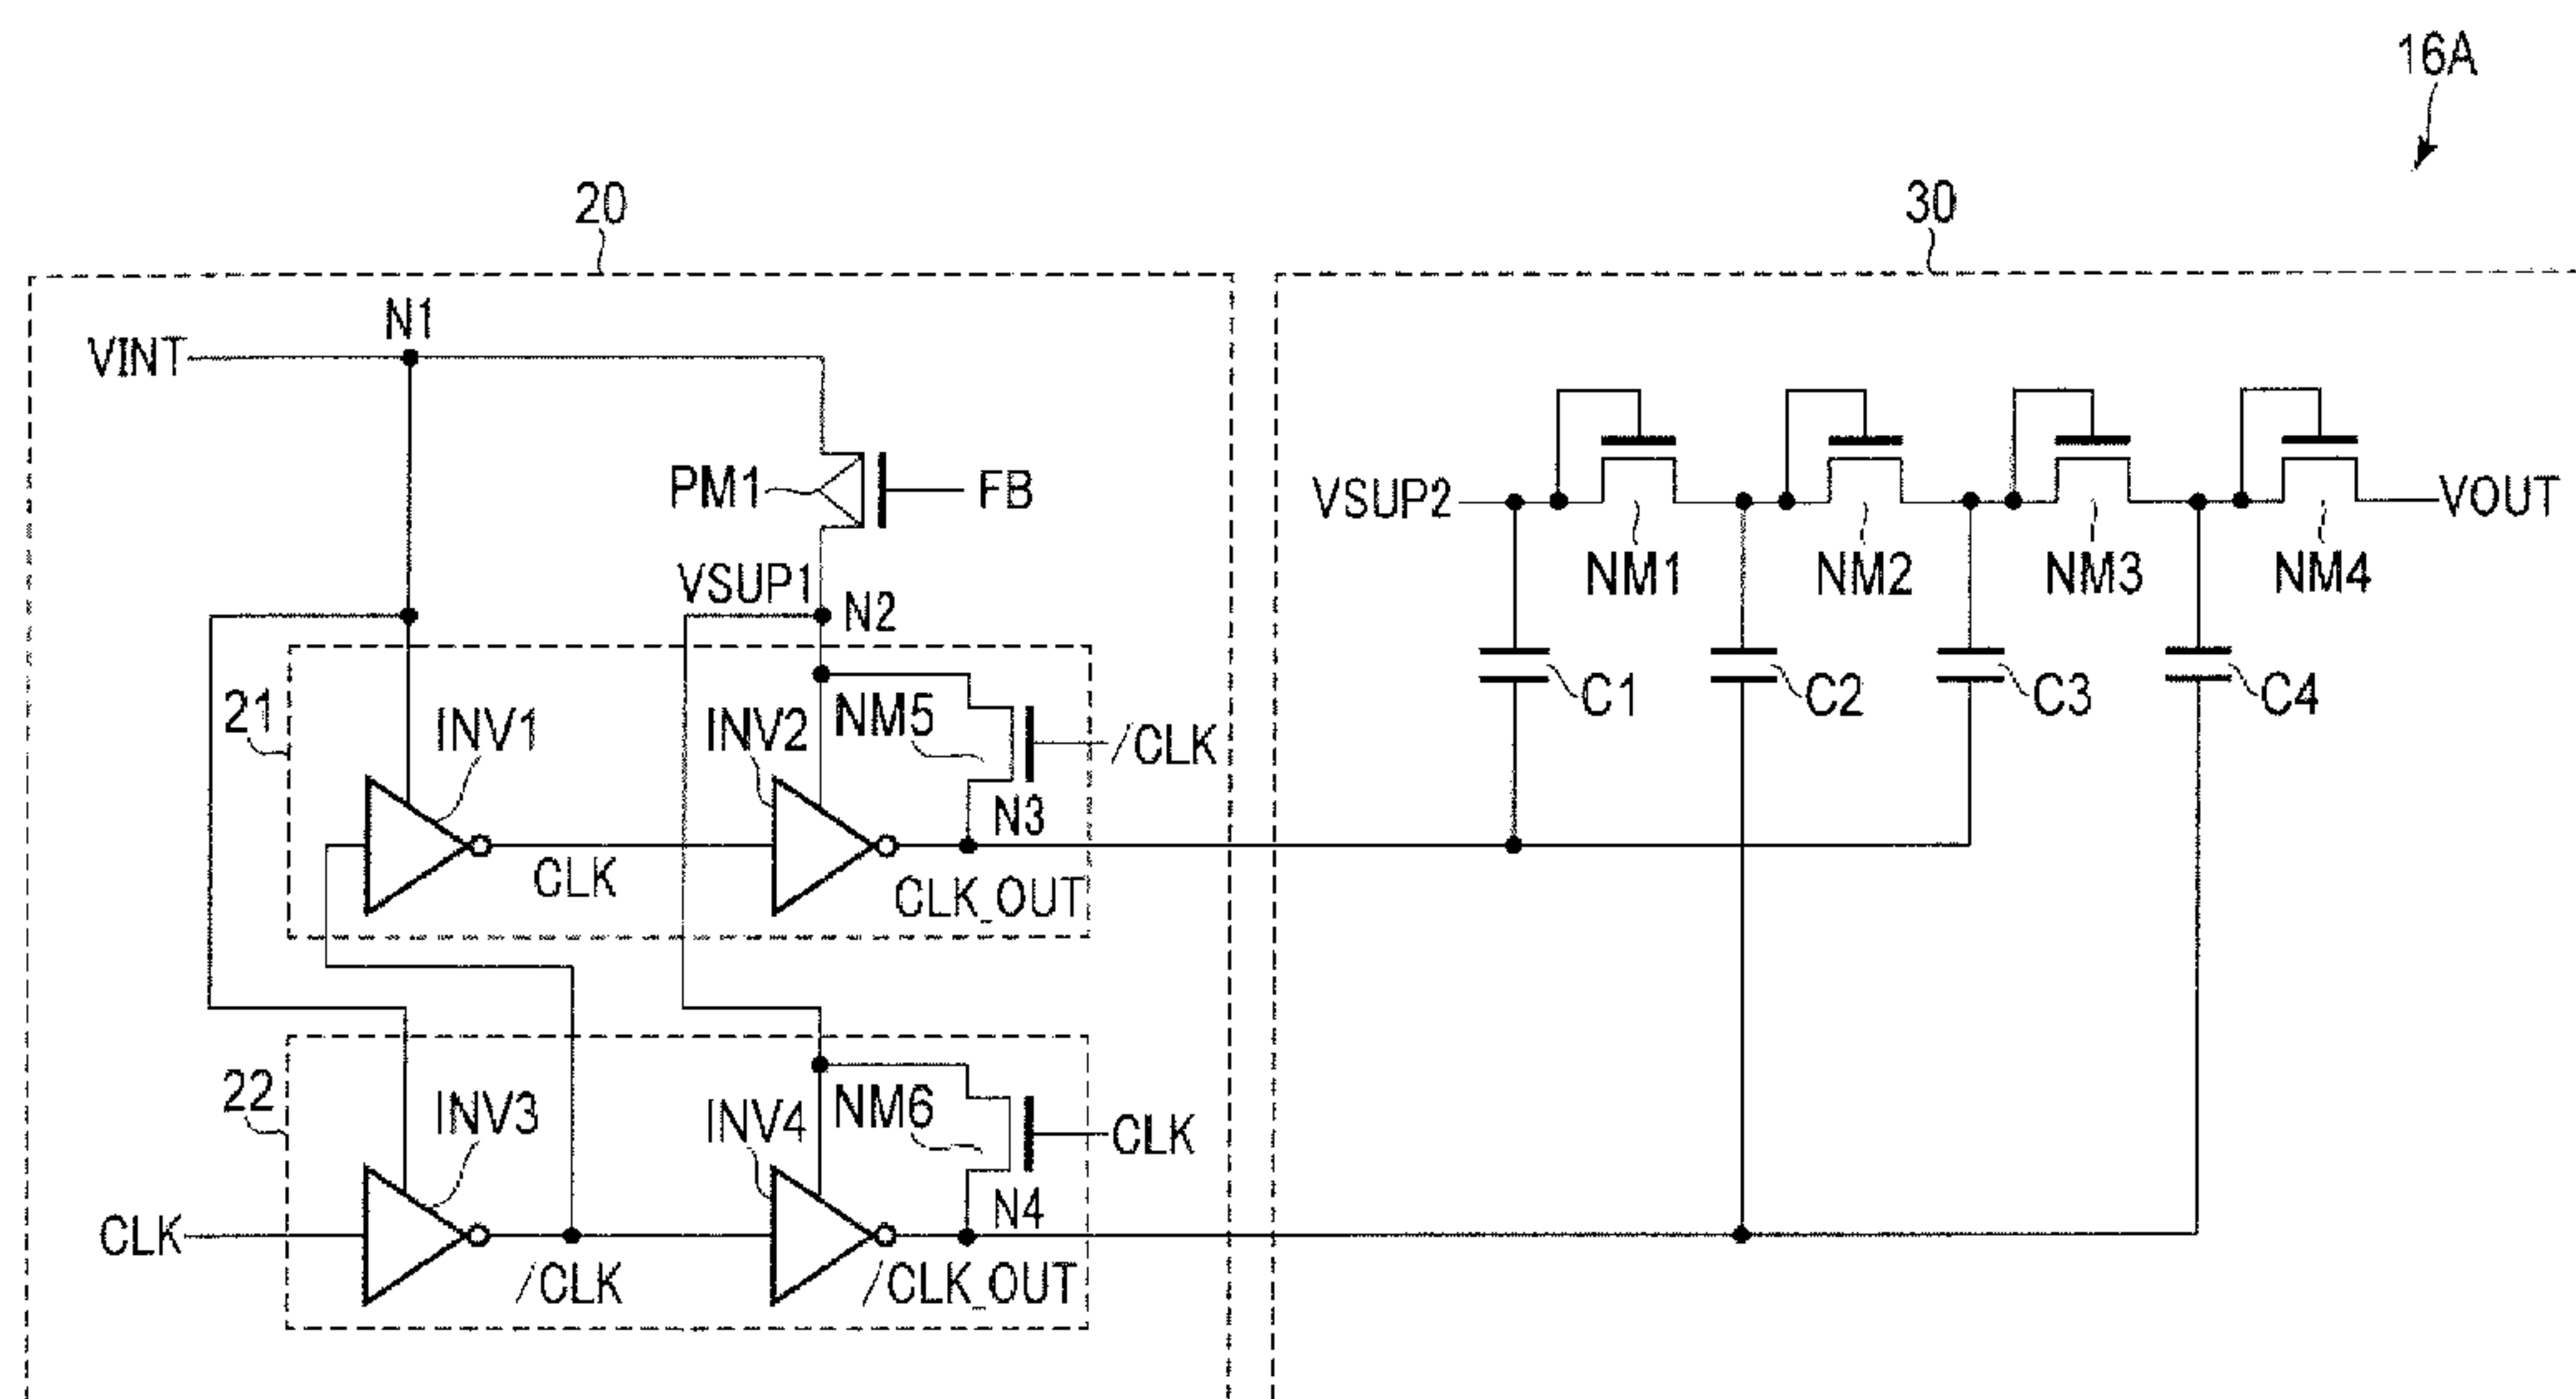 16A
20
30
N1
VINT
PM1
FB
VSUP2
VOUT
NM1
NM2
NM3
NM4
VSUP1
N2
21
INV1
INV2
NM5
/CLK
C1
C2
C3
C4
N3
CLK
CLK_OUT
22
INV3
INV4
NM6
CLK
N4
CLK
/CLK
/CLK_OUT